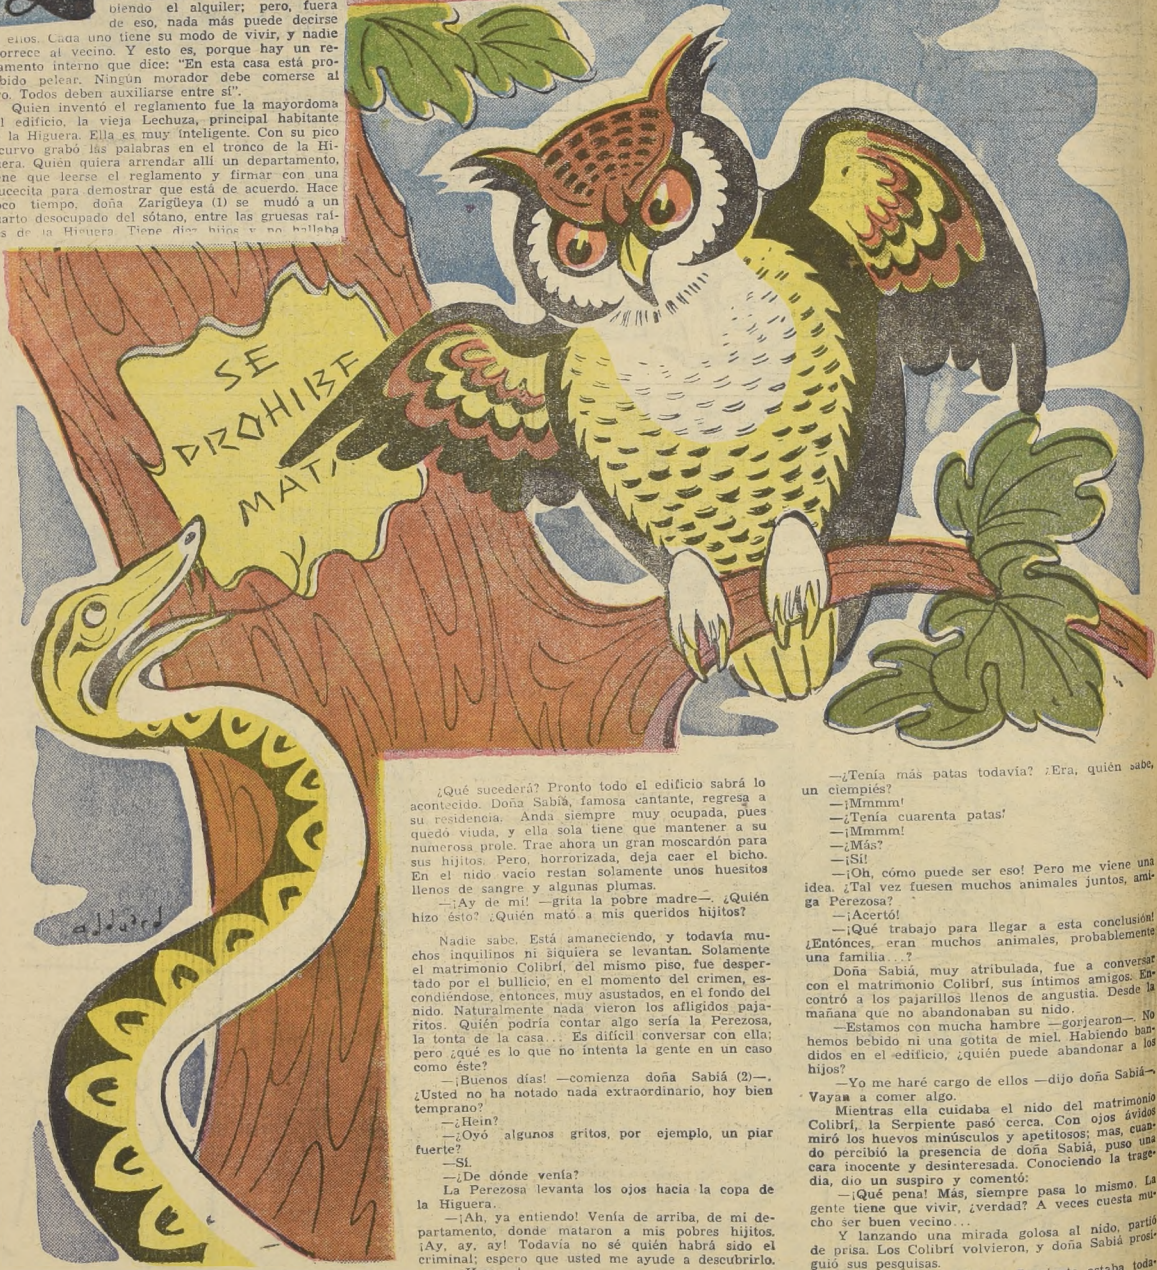 biendo el alquiler; pero, fuera
de eso, nada más puede decirse
ellos. Cada uno tiene su modo de vivir, y nadie
orrece al vecino. Y esto es, porque hay un re-
amento interno que dice: "En esta casa está pro-
bido pelear. Ningún morador debe comerse al
o. Todos deben auxiliarse entre sí".
Quien inventó el reglamento fue la mayordoma
l edificio, la vieja Lechuza, principal habitante
la Higuera. Ella es muy inteligente. Con su pico
curvo grabó las palabras en el tronco de la Hi-
uera. Quien quiera arrendar allí un departamento,
ene que leerse el reglamento y firmar con una
ucecita para demostrar que está de acuerdo. Hace
oco tiempo, doña Zarigüeya (1) se mudó a un
uarto desocupado del sótano, entre las gruesas raí-
s de la Higuera. Tiene diez hijos y no hallaba
SE
PROHIBE
MATA
adduard
¿Qué sucederá? Pronto todo el edificio sabrá lo
acontecido. Doña Sabiá, famosa cantante, regresa a
su residencia. Anda siempre muy ocupada, pues
quedó viuda, y ella sola tiene que mantener a su
numerosa prole. Trae ahora un gran moscardón para
sus hijitos. Pero, horrorizada, deja caer el bicho.
En el nido vacío restan solamente unos huesitos
llenos de sangre y algunas plumas.
—¡Ay de mí! —grita la pobre madre—. ¿Quién
hizo ésto? ¿Quién mató a mis queridos hijitos?
Nadie sabe. Está amaneciendo, y todavía mu-
chos inquilinos ni siquiera se levantan. Solamente
el matrimonio Colibrí, del mismo piso, fue desper-
tado por el bullicio, en el momento del crimen, es-
condiéndose, entonces, muy asustados, en el fondo del
nido. Naturalmente nada vieron los afligidos paja-
ritos. Quién podría contar algo sería la Perezosa,
la tonta de la casa... Es difícil conversar con ella;
pero ¿qué es lo que no intenta la gente en un caso
como éste?
—¡Buenos días! —comienza doña Sabiá (2)—.
¿Usted no ha notado nada extraordinario, hoy bien
temprano?
—¿Hein?
—¿Oyó algunos gritos, por ejemplo, un piar
fuerte?
—Sí.
—¿De dónde venía?
La Perezosa levanta los ojos hacia la copa de
la Higuera.
—¡Ah, ya entiendo! Venía de arriba, de mi de-
partamento, donde mataron a mis pobres hijitos.
¡Ay, ay, ay! Todavía no sé quién habrá sido el
criminal; espero que usted me ayude a descubrirlo.
—¿Tenía más patas todavía? ¿Era, quién sabe,
un ciempiés?
—¡Mmmm!
—¿Tenía cuarenta patas?
—¡Mmmm!
—¿Más?
—¡Sí!
—¡Oh, cómo puede ser eso! Pero me viene una
idea. ¿Tal vez fuesen muchos animales juntos, ami-
ga Perezosa?
—¡Acertó!
—¡Qué trabajo para llegar a esta conclusión!
¿Entónces, eran muchos animales, probablemente
una familia...?
Doña Sabiá, muy atribulada, fue a conversar
con el matrimonio Colibrí, sus íntimos amigos. En-
contró a los pajarillos llenos de angustia. Desde la
mañana que no abandonaban su nido.
—Estamos con mucha hambre —gorjearon—. No
hemos bebido ni una gotita de miel. Habiendo ban-
didos en el edificio, ¿quién puede abandonar a los
hijos?
—Yo me haré cargo de ellos —dijo doña Sabiá—.
Vayan a comer algo.
Mientras ella cuidaba el nido del matrimonio
Colibrí, la Serpiente pasó cerca. Con ojos ávidos
miró los huevos minúsculos y apetitosos; mas, cuan-
do percibió la presencia de doña Sabiá, puso una
cara inocente y desinteresada. Conociendo la trage-
dia, dio un suspiro y comentó:
—¡Qué pena! Más, siempre pasa lo mismo. La
gente tiene que vivir, ¿verdad? A veces cuesta mu-
cho ser buen vecino...
Y lanzando una mirada golosa al nido, partió
de prisa. Los Colibrí volvieron, y doña Sabiá prosi-
guió sus pesquisas.